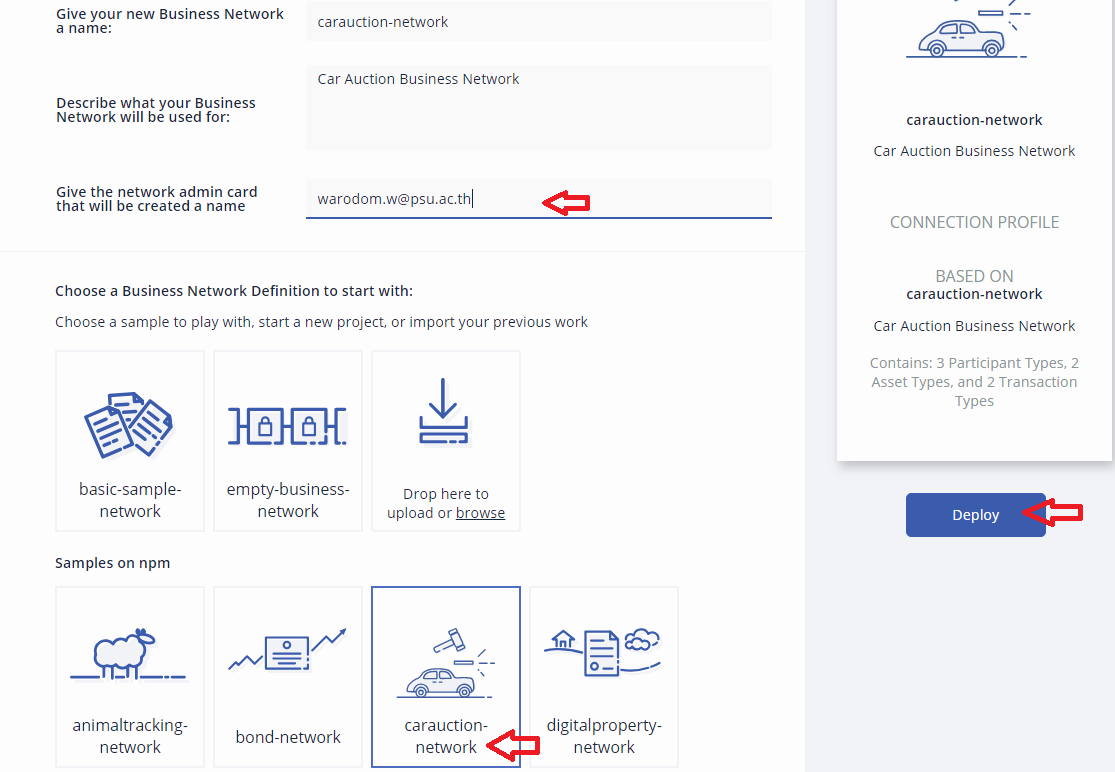 Give your new Business Network
a name:
carauction-network
Describe what your Business
Network will be used for:
Car Auction Business Network
Give the network admin card
that will be created a name
warodom.w@psu.ac.th
Choose a Business Network Definition to start with:
Choose a sample to play with, start a new project, or import your previous work
basic-sample-
network
empty-business-
network
Drop here to
upload or browse
Samples on npm
animaltracking-
network
bond-network
carauction-
network
digitalproperty-
network
carauction-network
Car Auction Business Network
CONNECTION PROFILE
BASED ON
carauction-network
Car Auction Business Network
Contains: 3 Participant Types, 2
Asset Types, and 2 Transaction
Types
Deploy